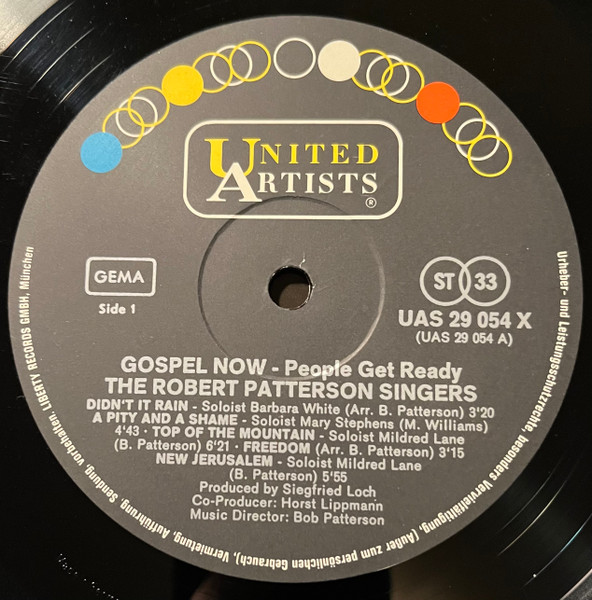 UNITED
ARTISTS
®
GEMA
Side 1
ST 33
UAS 29 054 X
(UAS 29 054 A)
GOSPEL NOW - People Get Ready
THE ROBERT PATTERSON SINGERS
DIDN'T IT RAIN - Soloist Barbara White (Arr. B. Patterson) 3'20
A PITY AND A SHAME - Soloist Mary Stephens (M. Williams)
4'43 · TOP OF THE MOUNTAIN - Soloist Mildred Lane
(B. Patterson) 6'21 · FREEDOM (Arr. B. Patterson) 3'15
NEW JERUSALEM - Soloist Mildred Lane
(B. Patterson) 5'55
Produced by Siegfried Loch
Co-Producer: Horst Lippmann
Music Director: Bob Patterson
Urheber- und Leistungsschutzrechte, besonders Vervielfältigung, (Außer zum persönlichen Gebrauch), Vermietung, Aufführung, Sendung, vorbehalten. LIBERTY RECORDS GMBH, München